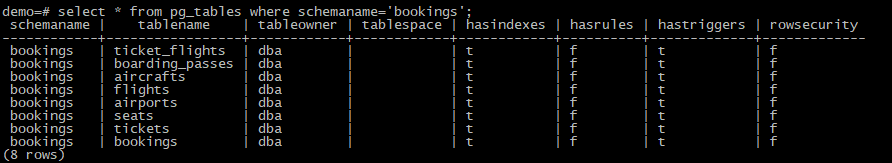 demo=# select * from pg_tables where schemaname='bookings';
schemaname | tablename | tableowner | tablespace | hasindexes | hasrules | hastriggers | rowsecurity
-----------+-----------------+------------+------------+------------+----------+-------------+-------------
bookings | ticket_flights | dba | | t | f | t | f
bookings | boarding_passes | dba | | t | f | t | f
bookings | aircrafts | dba | | t | f | t | f
bookings | flights | dba | | t | f | t | f
bookings | airports | dba | | t | f | t | f
bookings | seats | dba | | t | f | t | f
bookings | tickets | dba | | t | f | t | f
bookings | bookings | dba | | t | f | t | f
(8 rows)